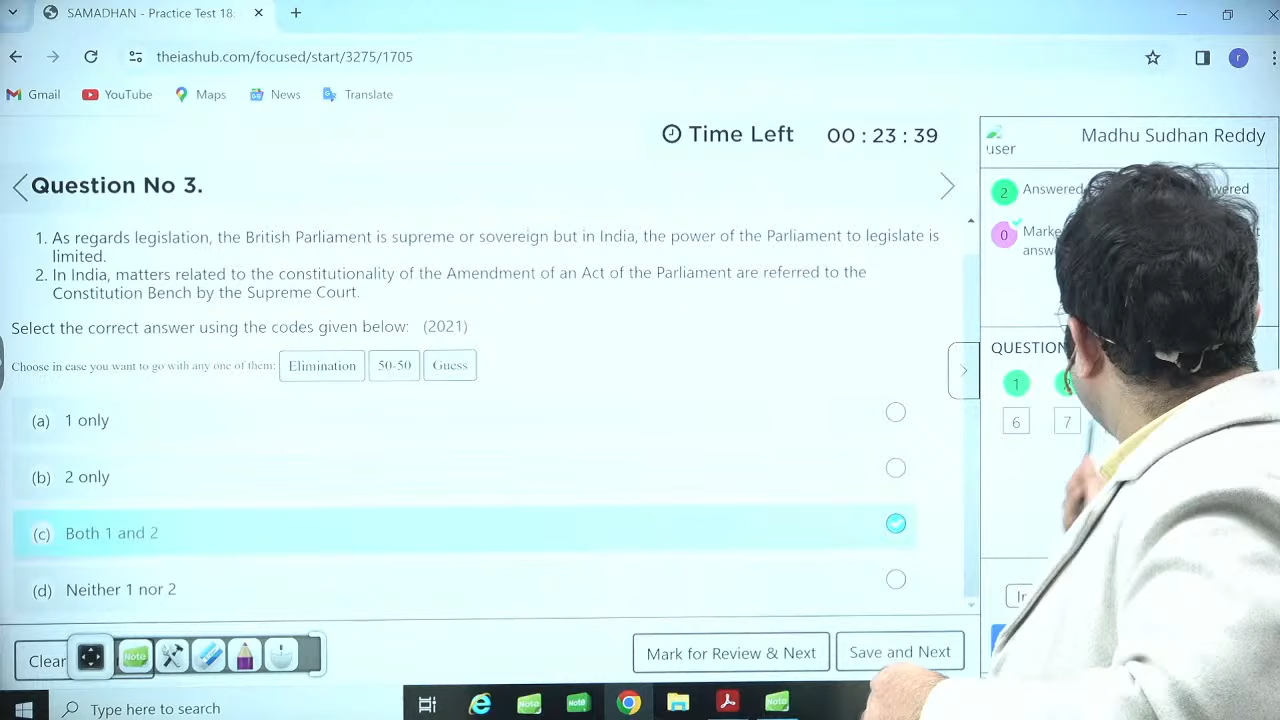 SAMADHAN - Practice Test 18:
theiashub.com/focused/start/3275/1705
r
Gmail YouTube Maps News Translate
Time Left 00 : 23 : 39
user
Madhu Sudhan Reddy
Question No 3.
2 Answered
0
1. As regards legislation, the British Parliament is supreme or sovereign but in India, the power of the Parliament to legislate is
limited.
2. In India, matters related to the constitutionality of the Amendment of an Act of the Parliament are referred to the
Constitution Bench by the Supreme Court.
Select the correct answer using the codes given below: (2021)
Choose in case you want to go with any one of them: Elimination 50-50 Guess
QUESTION
1
6 7
(a) 1 only
(b) 2 only
(c) Both 1 and 2
(d) Neither 1 nor 2
Clear
Note
Mark for Review & Next
Save and Next
Type here to search
Note Note Note